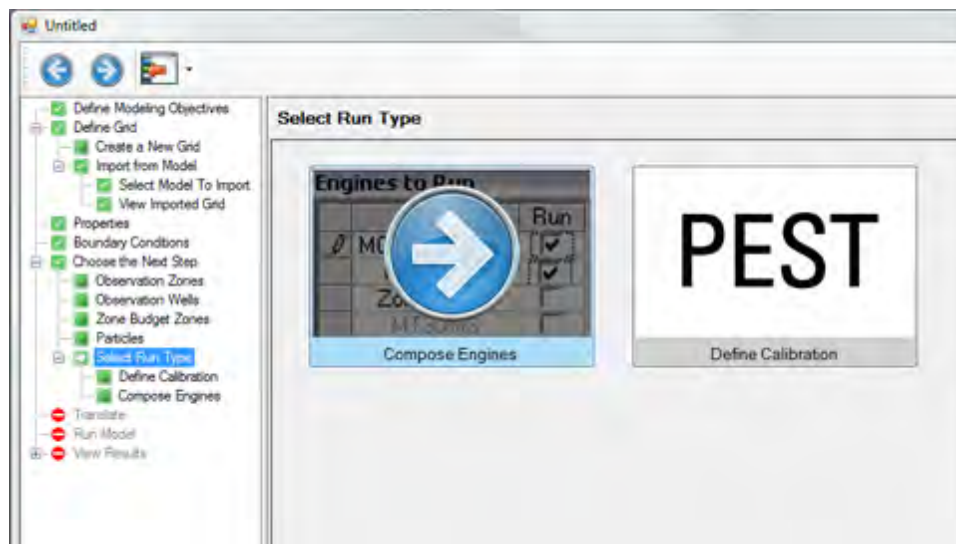 Untitled
Define Modeling Objectives
Define Grid
Create a New Grid
Import from Model
Select Model To Import
View Imported Grid
Properties
Boundary Conditions
Choose the Next Step
Observation Zones
Observation Wells
Zone Budget Zones
Particles
Select Run Type
Define Calibration
Compose Engines
Translate
Run Model
View Results
Select Run Type
Engines to Run
Run
Compose Engines
PEST
Define Calibration